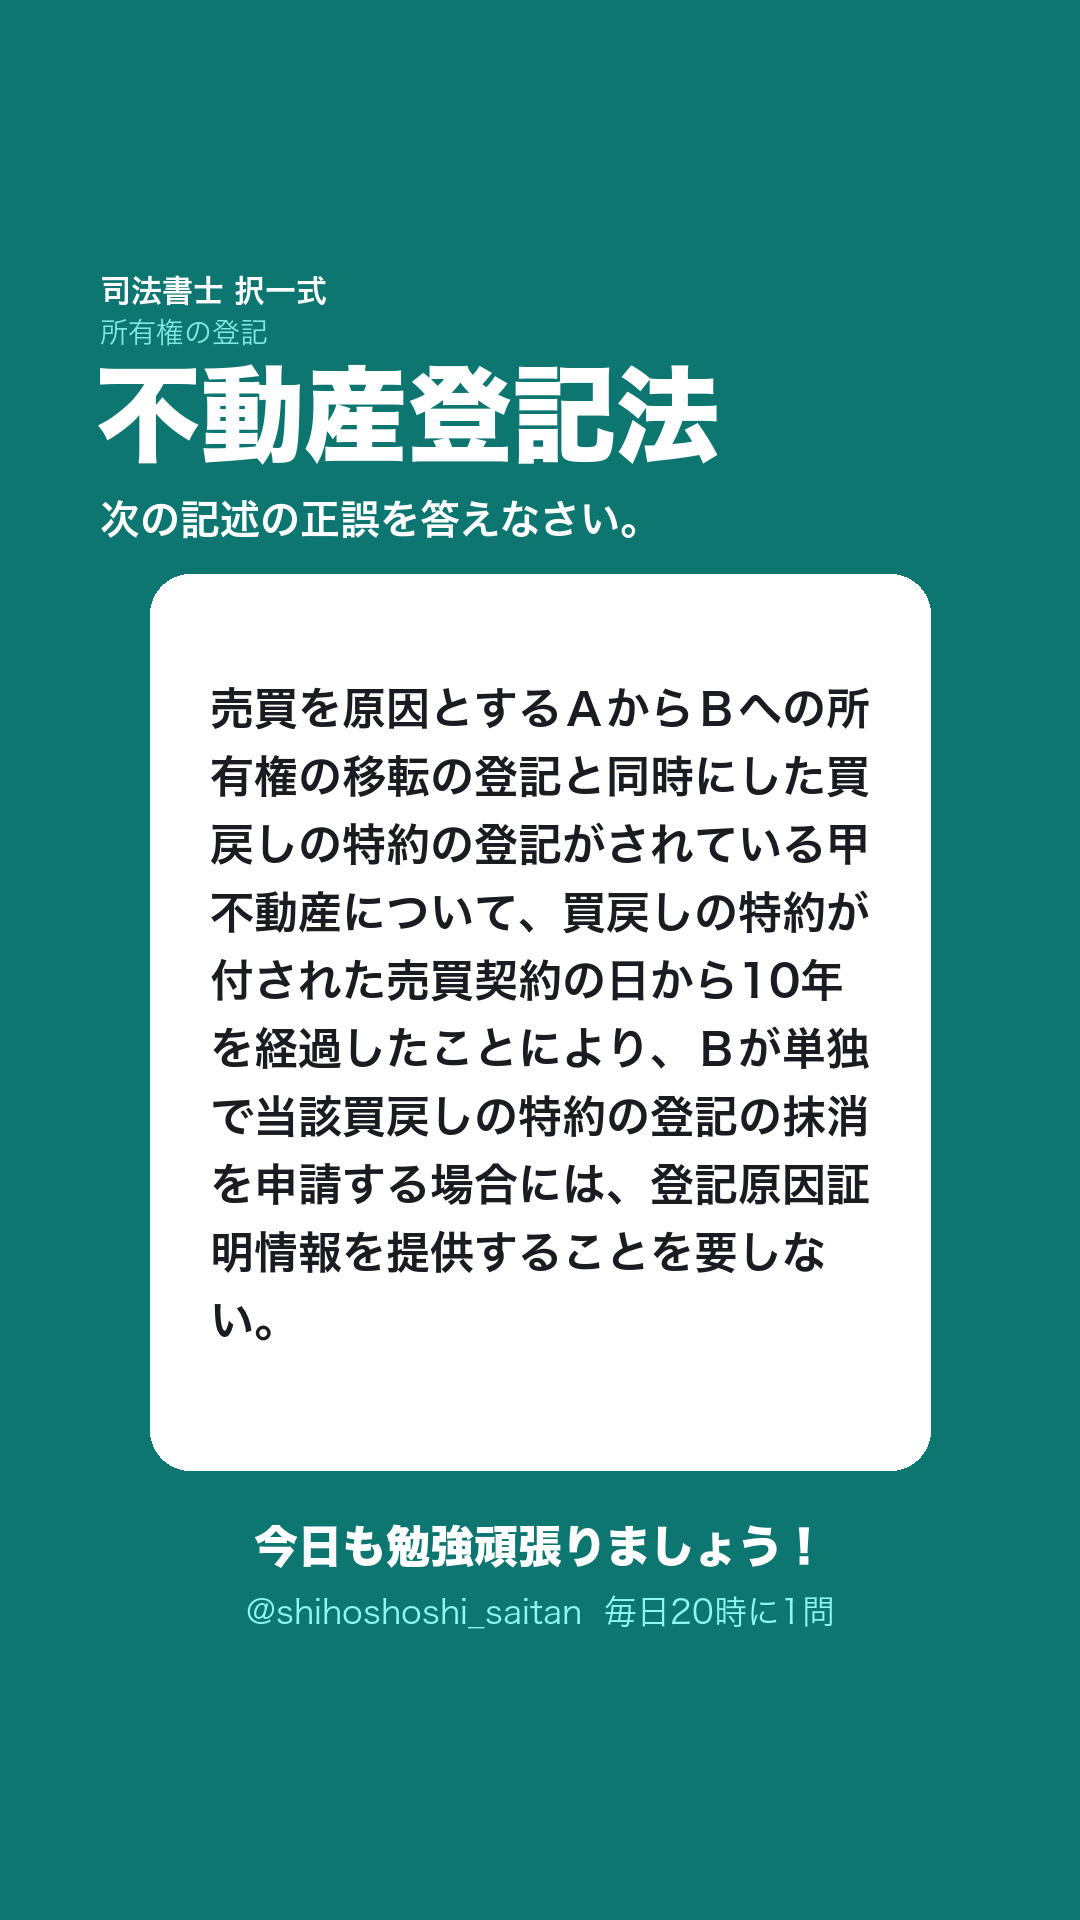 司法書士 択一式
所有権の登記
不動産登記法
次の記述の正誤を答えなさい。
売買を原因とするＡからＢへの所
有権の移転の登記と同時にした買
戻しの特約の登記がされている甲
不動産について、買戻しの特約が
付された売買契約の日から10年
を経過したことにより、Ｂが単独
で当該買戻しの特約の登記の抹消
を申請する場合には、登記原因証
明情報を提供することを要しな
い。
今日も勉強頑張りましょう！
@shihoshoshi_saitan 毎日20時に1問